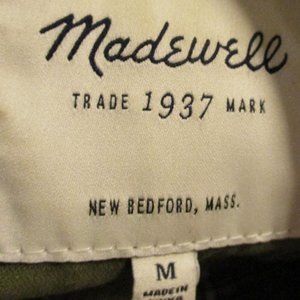 Madewell
TRADE 1937 MARK
NEW BEDFORD, MASS.
M
MADE IN